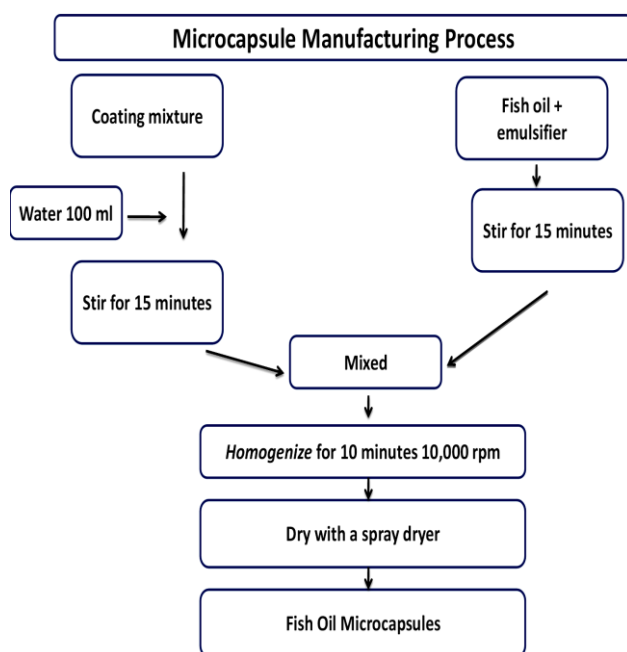 Microcapsule Manufacturing Process
Coating mixture
Fish oil +
emulsifier
Water 100 ml
Stir for 15 minutes
Stir for 15 minutes
Mixed
Homogenize for 10 minutes 10,000 rpm
Dry with a spray dryer
Fish Oil Microcapsules